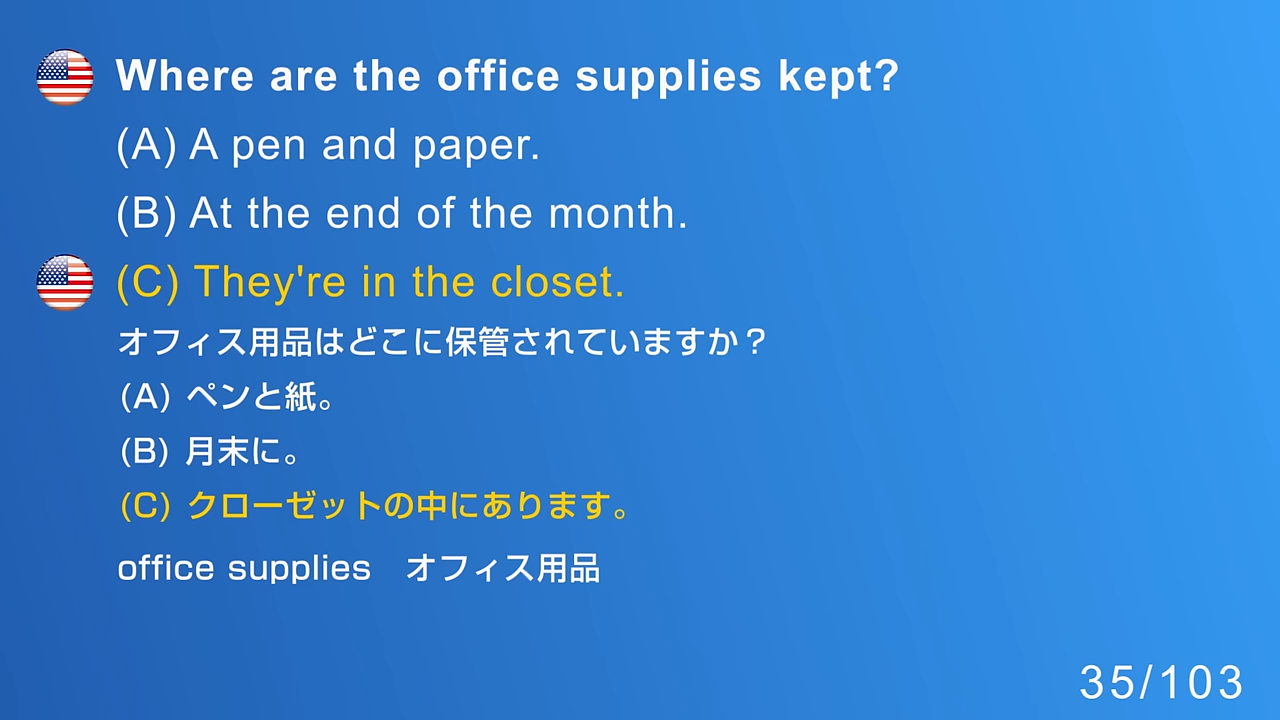 Where are the office supplies kept?
(A) A pen and paper.
(B) At the end of the month.
(C) They're in the closet.
オフィス用品はどこに保管されていますか？
(A) ペンと紙。
(B) 月末に。
(C) クローゼットの中にあります。
office supplies　オフィス用品
35/103